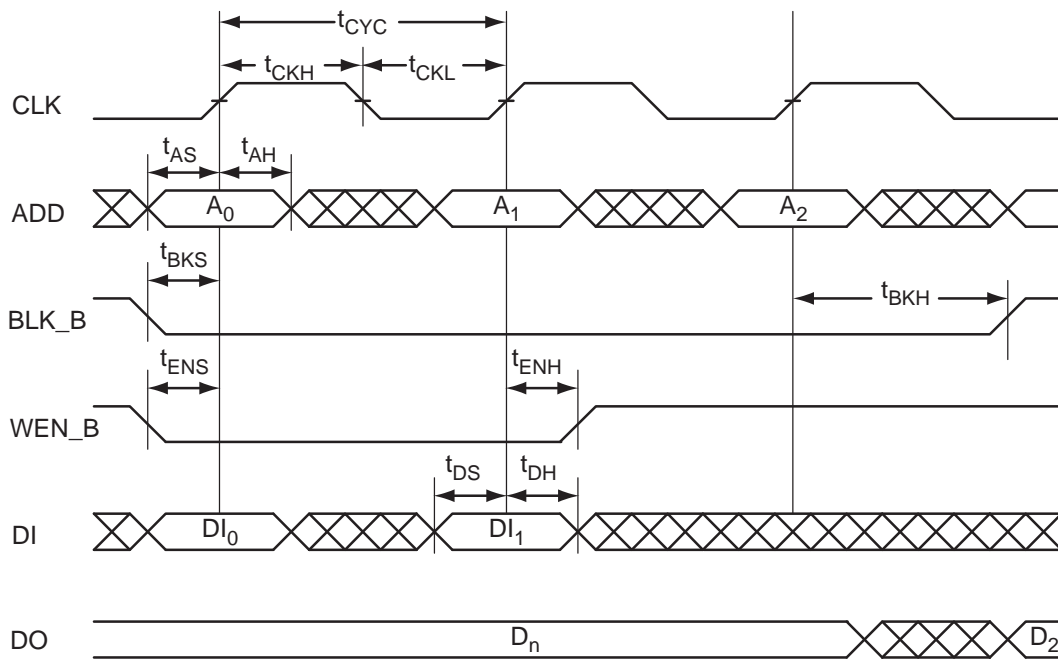 tCYC
tCKH tCKL
CLK
tAS tAH
ADD A0 A1 A2
tBKS
tBKH
BLK_B
tENS tENH
WEN_B
tDS tDH
DI DI0 DI1
DO Dn D2